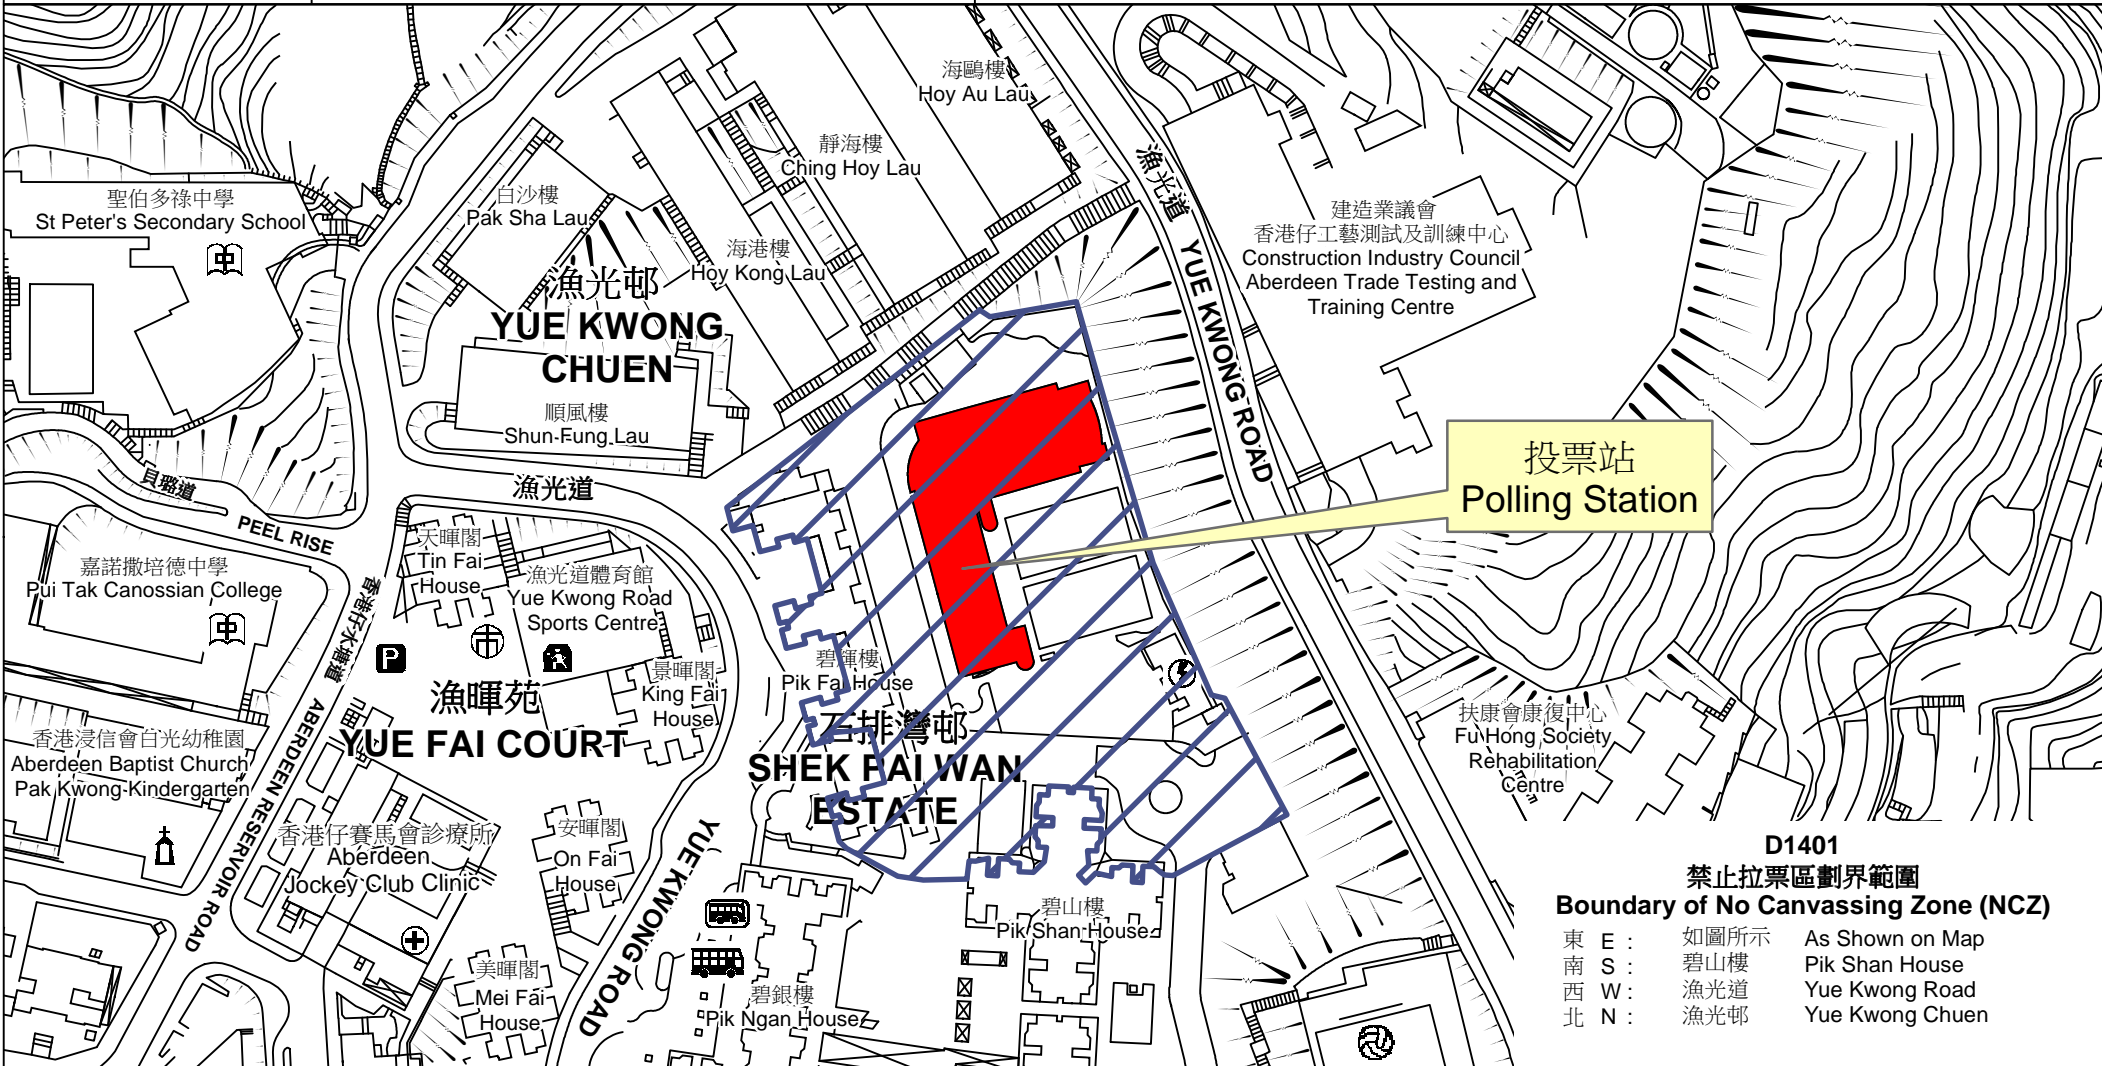 海鷗樓
Hoy Au Lau
靜海樓
Ching Hoy Lau
漁光道
YUE KWONG ROAD
聖伯多祿中學
St Peter's Secondary School
中
白沙樓
Pak Sha Lau
海港樓
Hoy Kong Lau
建造業議會
香港仔工藝測試及訓練中心
Construction Industry Council
Aberdeen Trade Testing and
Training Centre
漁光邨
YUE KWONG
CHUEN
順風樓
Shun Fung Lau
漁光道
貝璐道
PEEL RISE
投票站
Polling Station
嘉諾撒培德中學
Pui Tak Canossian College
中
天暉閣
Tin Fai
House
漁光道體育館
Yue Kwong Road
Sports Centre
香港仔水塘道
ABERDEEN RESERVOIR ROAD
P
景暉閣
King Fai
House
漁暉苑
YUE FAI COURT
碧輝樓
Pik Fai House
石排灣邨
SHEK PAI WAN
ESTATE
扶康會康復中心
Fu Hong Society
Rehabilitation
Centre
香港浸信會白光幼稚園
Aberdeen Baptist Church
Pak Kwong Kindergarten
香港仔賽馬會診療所
Aberdeen
Jockey Club Clinic
安暉閣
On Fai
House
YUE KWONG ROAD
美暉閣
Mei Fai
House
碧銀樓
Pik Ngan House
碧山樓
Pik Shan House
D1401
禁止拉票區劃界範圍
Boundary of No Canvassing Zone (NCZ)
東 E : 如圖所示 As Shown on Map
南 S : 碧山樓 Pik Shan House
西 W : 漁光道 Yue Kwong Road
北 N : 漁光邨 Yue Kwong Chuen